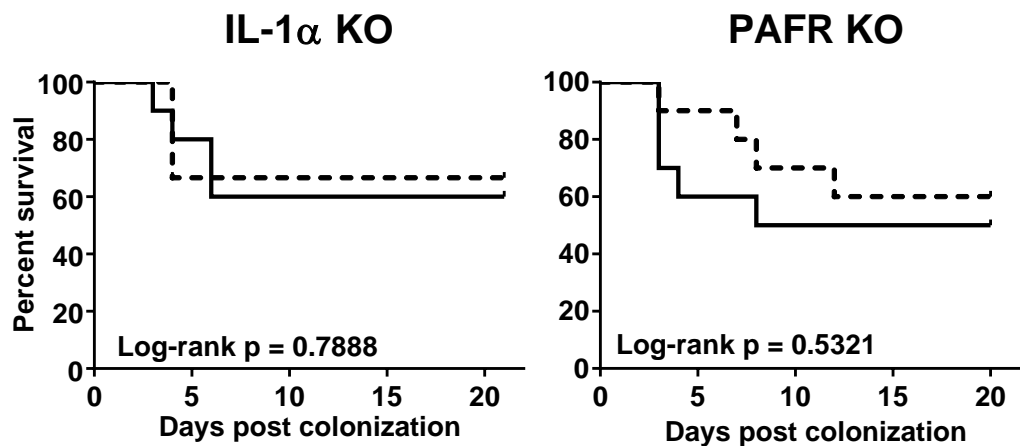 IL-1α KO
Percent survival
100
80
60
40
20
0
Log-rank p = 0.7888
0 5 10 15 20
Days post colonization
PAFR KO
100
80
60
40
20
0
Log-rank p = 0.5321
0 5 10 15 20
Days post colonization